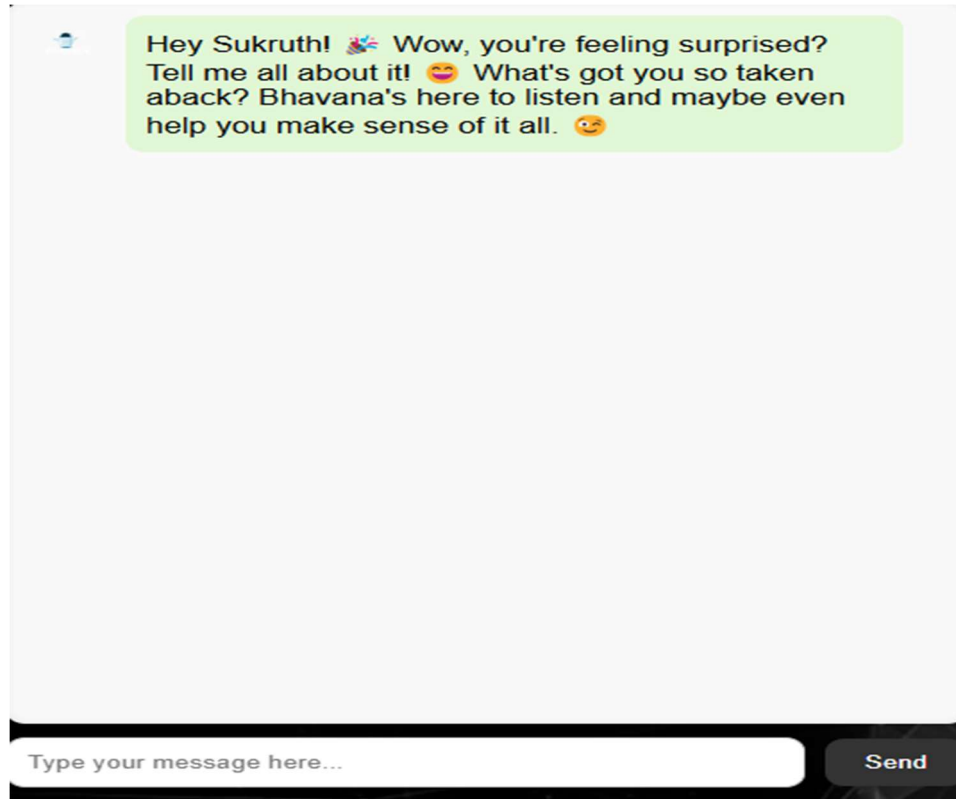 Hey Sukruth! 🎉 Wow, you're feeling surprised?
Tell me all about it! 😄 What's got you so taken
aback? Bhavana's here to listen and maybe even
help you make sense of it all. 😉
Type your message here...
Send